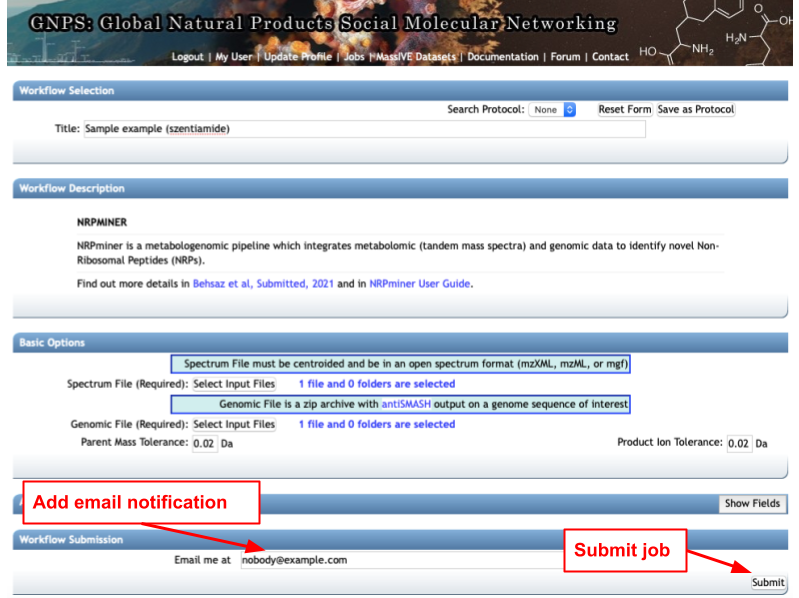 GNPS: Global Natural Products Social Molecular Networking
Logout | My User | Update Profile | Jobs | MassIVE Datasets | Documentation | Forum | Contact
HO NH₂ H₂N OH O
Workflow Selection
Search Protocol: None Reset Form Save as Protocol
Title: Sample example (szentiamide)
Workflow Description
NRPMINER
NRPminer is a metabologenomic pipeline which integrates metabolomic (tandem mass spectra) and genomic data to identify novel Non-
Ribosomal Peptides (NRPs).
Find out more details in Behsaz et al, Submitted, 2021 and in NRPminer User Guide.
Basic Options
Spectrum File must be centroided and be in an open spectrum format (mzXML, mzML, or mgf)
Spectrum File (Required): Select Input Files 1 file and 0 folders are selected
Genomic File is a zip archive with antiSMASH output on a genome sequence of interest
Genomic File (Required): Select Input Files 1 file and 0 folders are selected
Parent Mass Tolerance: 0.02 Da Product Ion Tolerance: 0.02 Da
Add email notification
Show Fields
Workflow Submission
Submit job
Email me at nobody@example.com
Submit